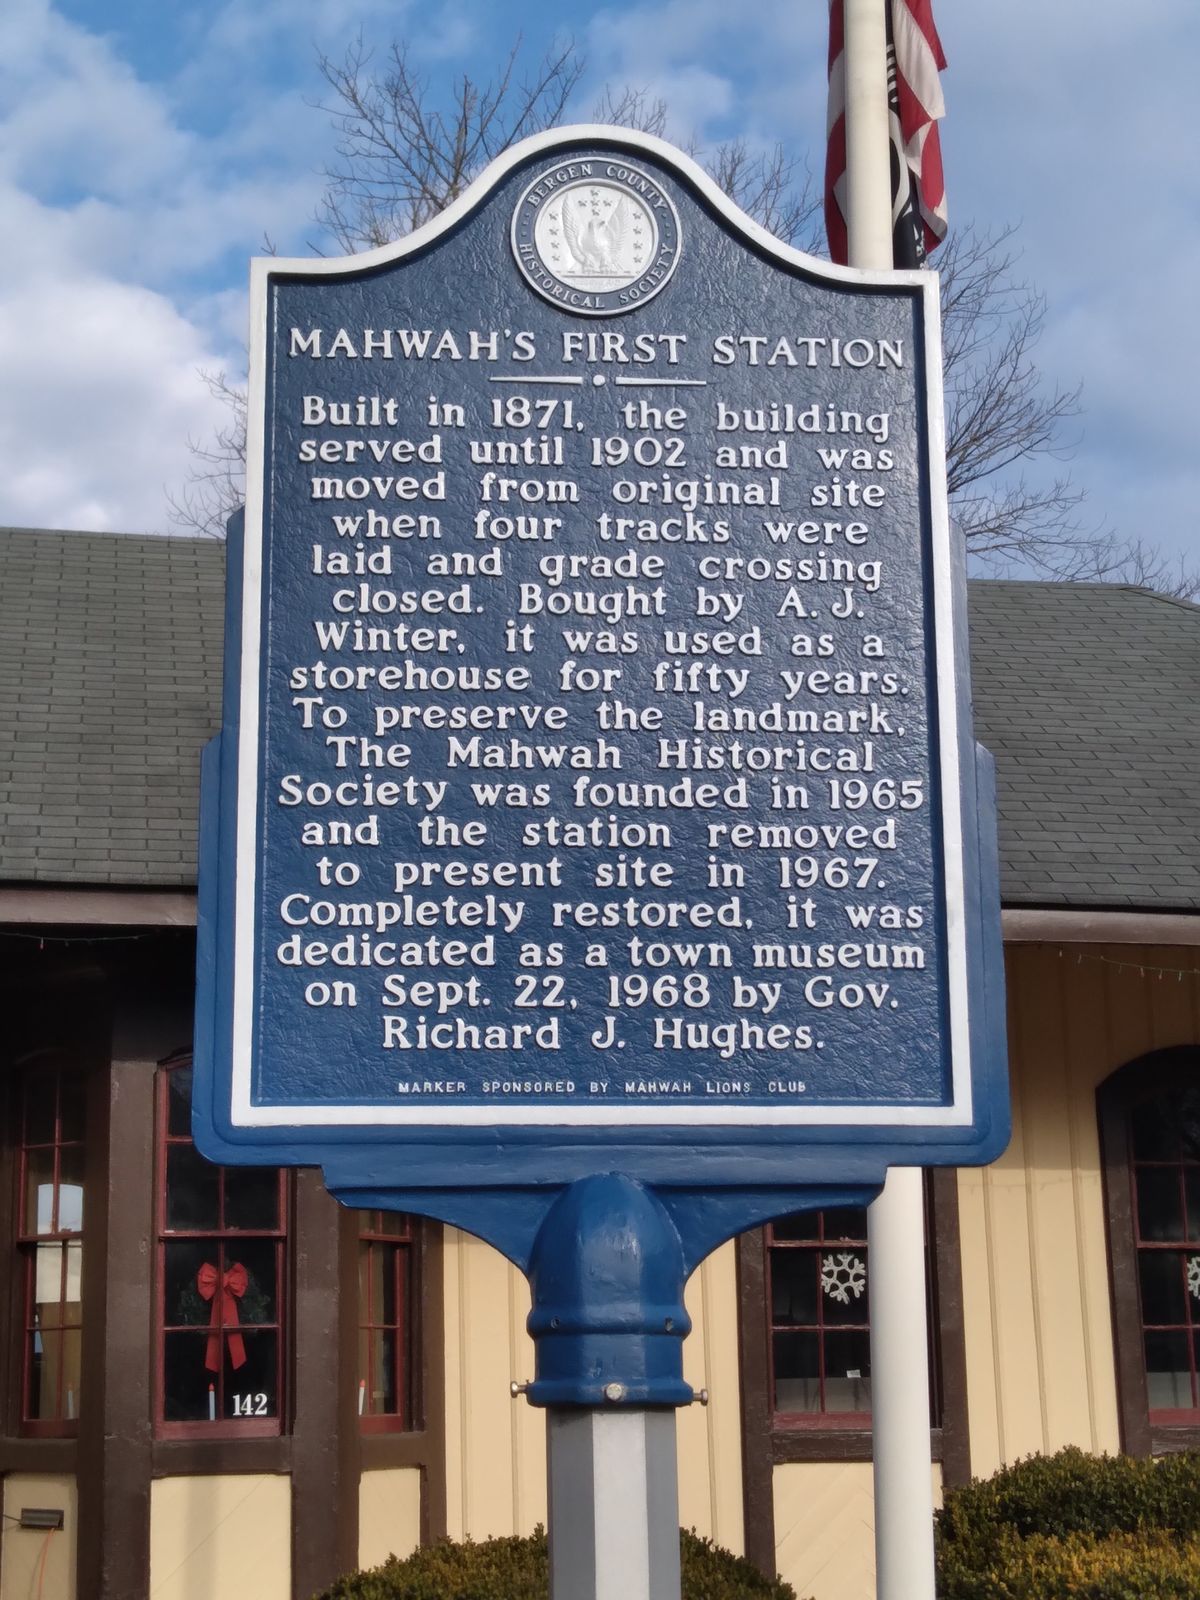 BERGEN COUNTY
HISTORICAL SOCIETY
MAHWAH'S FIRST STATION
Built in 1871, the building
served until 1902 and was
moved from original site
when four tracks were
laid and grade crossing
closed. Bought by A. J.
Winter, it was used as a
storehouse for fifty years.
To preserve the landmark,
The Mahwah Historical
Society was founded in 1965
and the station removed
to present site in 1967.
Completely restored, it was
dedicated as a town museum
on Sept. 22, 1968 by Gov.
Richard J. Hughes.
MARKER SPONSORED BY MAHWAH LIONS CLUB
142